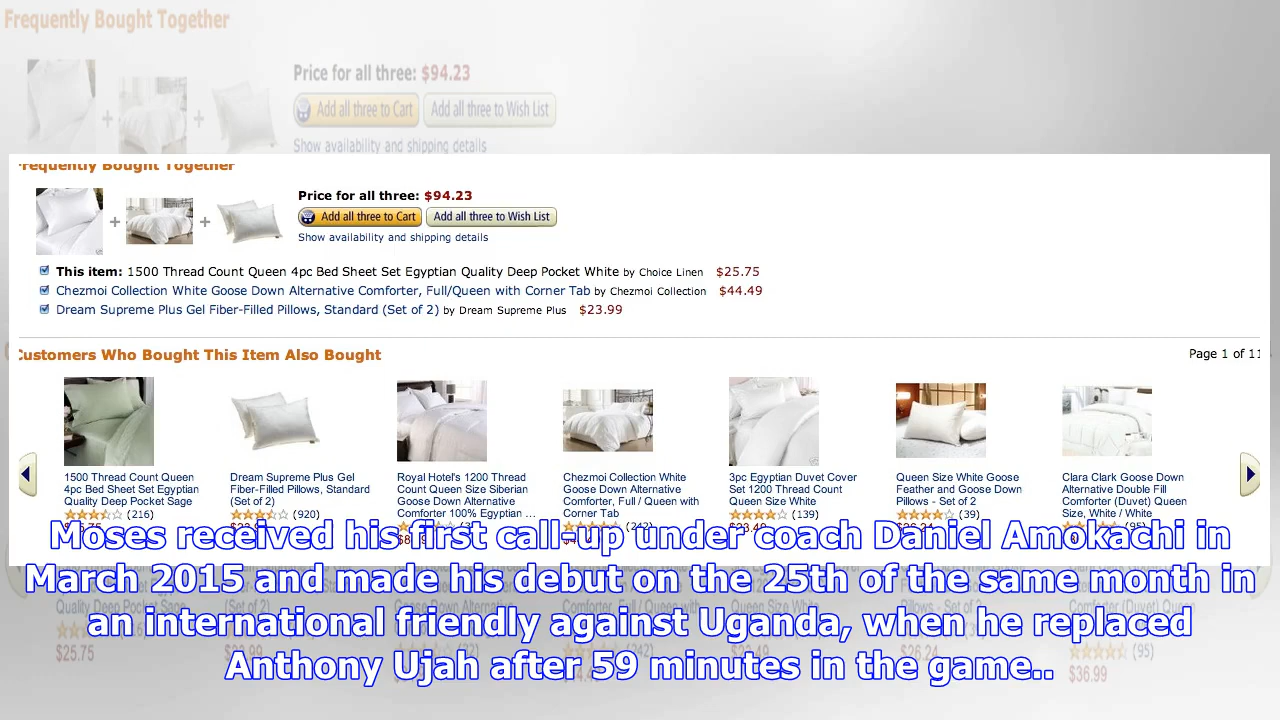 Frequently Bought Together
Price for all three: $94.23
Add all three to Cart
Add all three to Wish List
Show availability and shipping details
Frequently Bought Together
Price for all three: $94.23
Add all three to Cart
Add all three to Wish List
Show availability and shipping details
This item: 1500 Thread Count Queen 4pc Bed Sheet Set Egyptian Quality Deep Pocket White by Choice Linen $25.75
Chezmoi Collection White Goose Down Alternative Comforter, Full/Queen with Corner Tab by Chezmoi Collection $44.49
Dream Supreme Plus Gel Fiber-Filled Pillows, Standard (Set of 2) by Dream Supreme Plus $23.99
Customers Who Bought This Item Also Bought
Page 1 of 11
1500 Thread Count Queen
4pc Bed Sheet Set Egyptian
Quality Deep Pocket Sage
(216)
Dream Supreme Plus Gel
Fiber-Filled Pillows, Standard
(Set of 2)
(920)
Royal Hotel's 1200 Thread
Count Queen Size Siberian
Goose Down Alternative
Comforter 100% Egyptian ...
Chezmoi Collection White
Goose Down Alternative
Comforter, Full / Queen with
Corner Tab
(242)
3pc Egyptian Duvet Cover
Set 1200 Thread Count
Queen Size White
(139)
Queen Size White Goose
Feather and Goose Down
Pillows - Set of 2
(39)
Clara Clark Goose Down
Alternative Double Fill
Comforter (Duvet) Queen
Size, White / White
(95)
Moses received his first call-up under coach Daniel Amokachi in
March 2015 and made his debut on the 25th of the same month in
an international friendly against Uganda, when he replaced
Anthony Ujah after 59 minutes in the game..
Quality Deep Pocket Sage
$25.75
(95)
$36.99